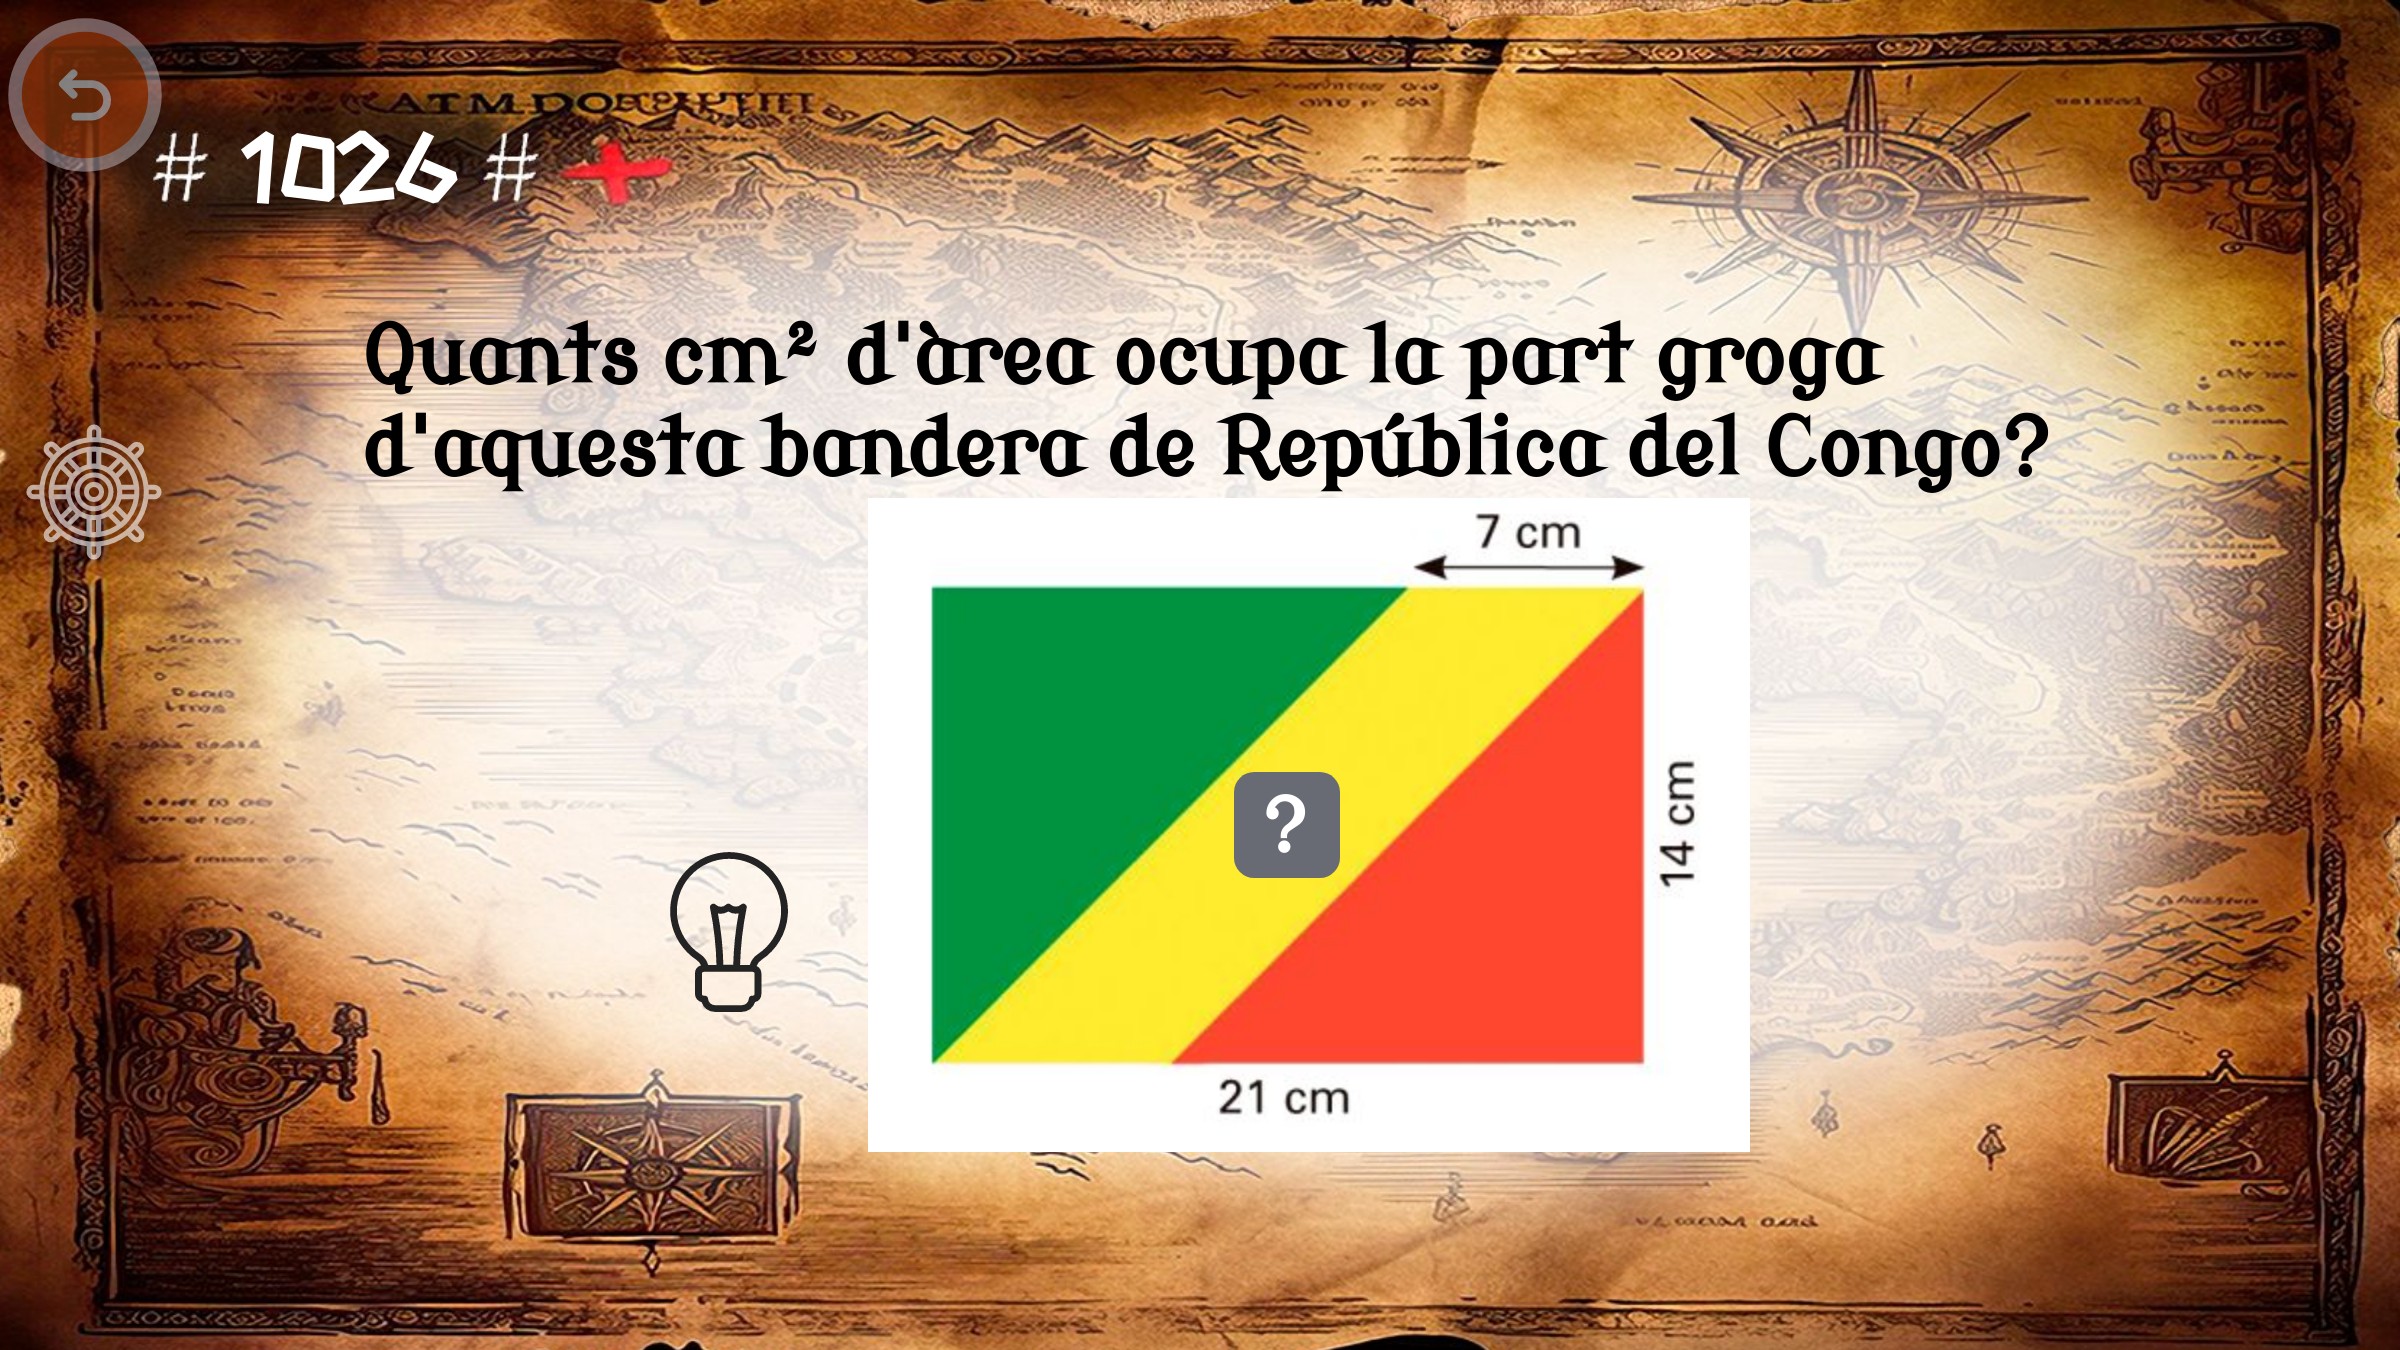 # 1026 #
Quants cm² d'àrea ocupa la part groga
d'aquesta bandera de República del Congo?
7 cm
?
14 cm
21 cm